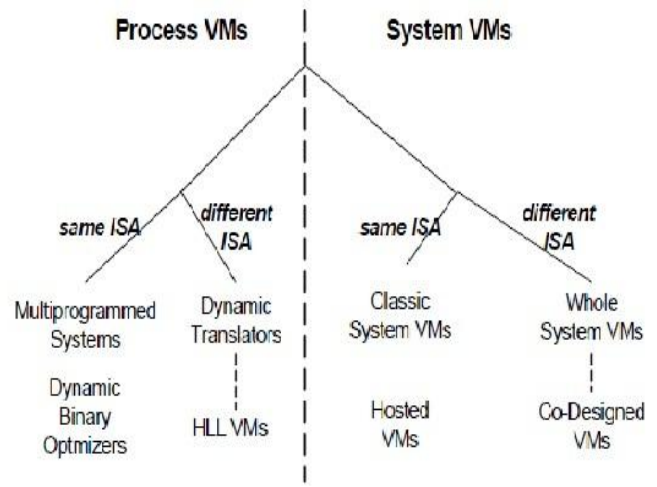 Process VMs
System VMs
same ISA
different
ISA
same ISA
different
ISA
Multiprogrammed
Systems
Dynamic
Translators
Classic
System VMs
Whole
System VMs
Dynamic
Binary
Optmizers
HLL VMs
Hosted
VMs
Co-Designed
VMs